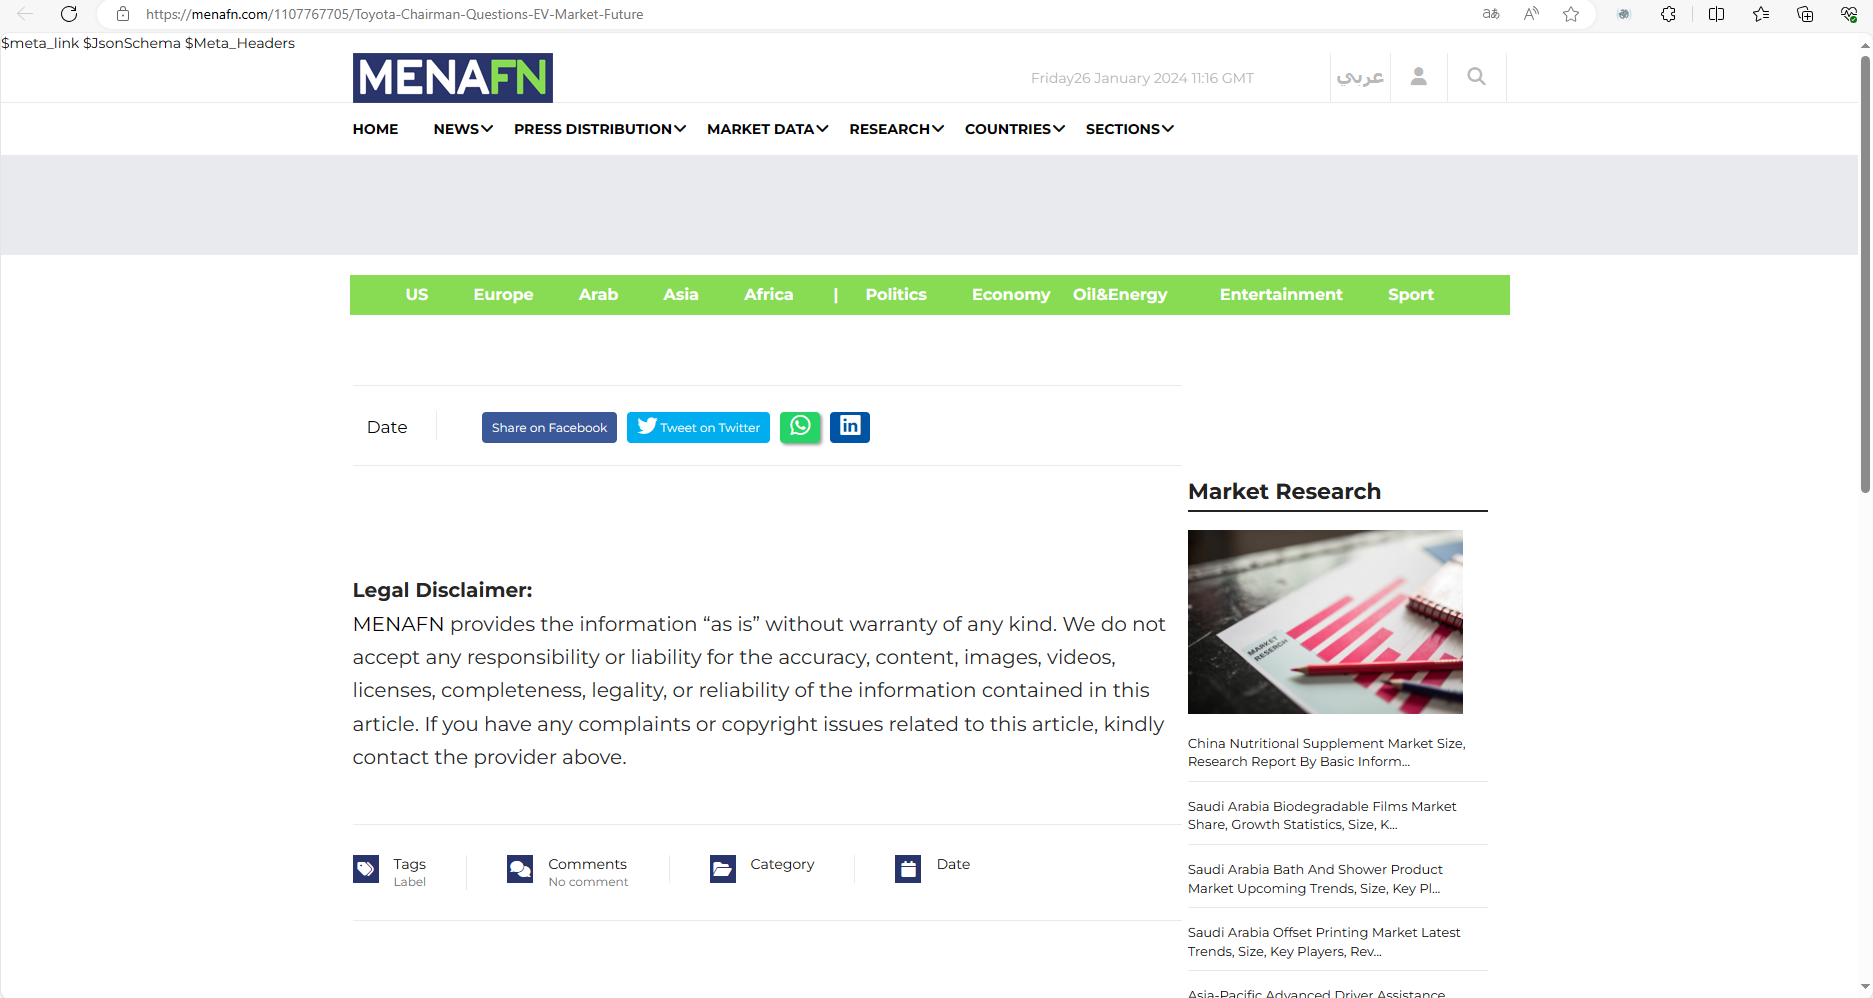 https://menafn.com/1107767705/Toyota-Chairman-Questions-EV-Market-Future
$meta_link $JsonSchema $Meta_Headers
MENAFN
Friday26 January 2024 11:16 GMT
عربي
HOME NEWS PRESS DISTRIBUTION MARKET DATA RESEARCH COUNTRIES SECTIONS
US Europe Arab Asia Africa | Politics Economy Oil&Energy Entertainment Sport
Date
Share on Facebook
Tweet on Twitter
Legal Disclaimer:
MENAFN provides the information “as is” without warranty of any kind. We do not
accept any responsibility or liability for the accuracy, content, images, videos,
licenses, completeness, legality, or reliability of the information contained in this
article. If you have any complaints or copyright issues related to this article, kindly
contact the provider above.
Tags
Label
Comments
No comment
Category
Date
Market Research
MARKET
RESERCH
China Nutritional Supplement Market Size,
Research Report By Basic Inform...
Saudi Arabia Biodegradable Films Market
Share, Growth Statistics, Size, K...
Saudi Arabia Bath And Shower Product
Market Upcoming Trends, Size, Key Pl...
Saudi Arabia Offset Printing Market Latest
Trends, Size, Key Players, Rev...
Asia-Pacific Advanced Driver Assistance